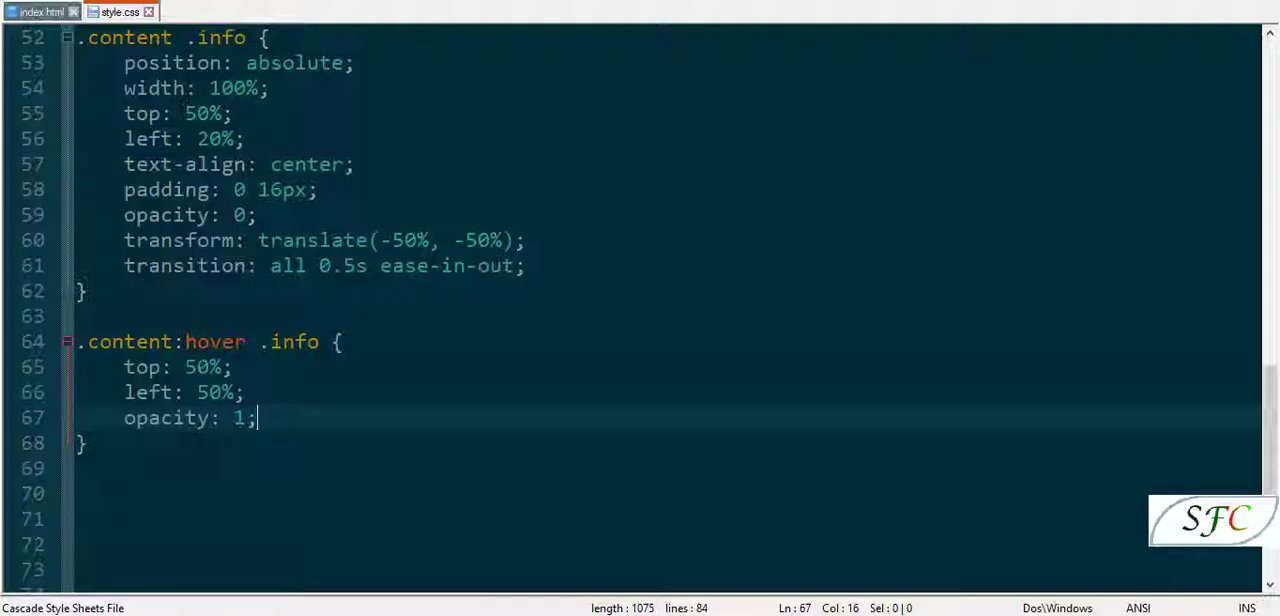 index.html style.css
52 .content .info {
53 position: absolute;
54 width: 100%;
55 top: 50%;
56 left: 20%;
57 text-align: center;
58 padding: 0 16px;
59 opacity: 0;
60 transform: translate(-50%, -50%);
61 transition: all 0.5s ease-in-out;
62 }
63
64 .content:hover .info {
65 top: 50%;
66 left: 50%;
67 opacity: 1;
68 }
69
70
71
72
73
SFC
Cascade Style Sheets File length : 1075 lines : 84 Ln : 67 Col : 16 Sel : 0 | 0 Dos\Windows ANSI INS